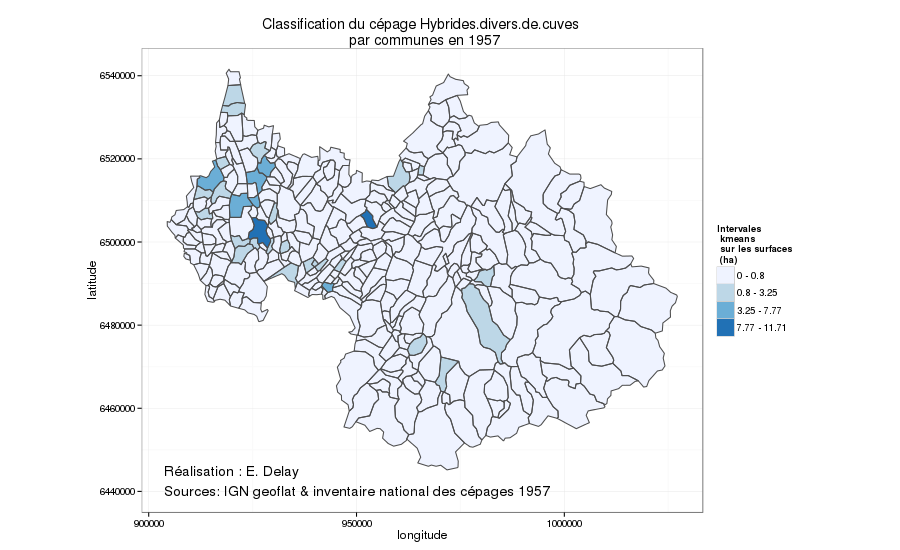 Classification du cépage Hybrides.divers.de.cuves
par communes en 1957
6540000
6520000
6500000
6480000
6460000
6440000
latitude
900000
950000
1000000
longitude
Réalisation : E. Delay
Sources: IGN geoflat & inventaire national des cépages 1957
Intervales
kmeans
sur les surfaces
(ha)
0 - 0.8
0.8 - 3.25
3.25 - 7.77
7.77 - 11.71